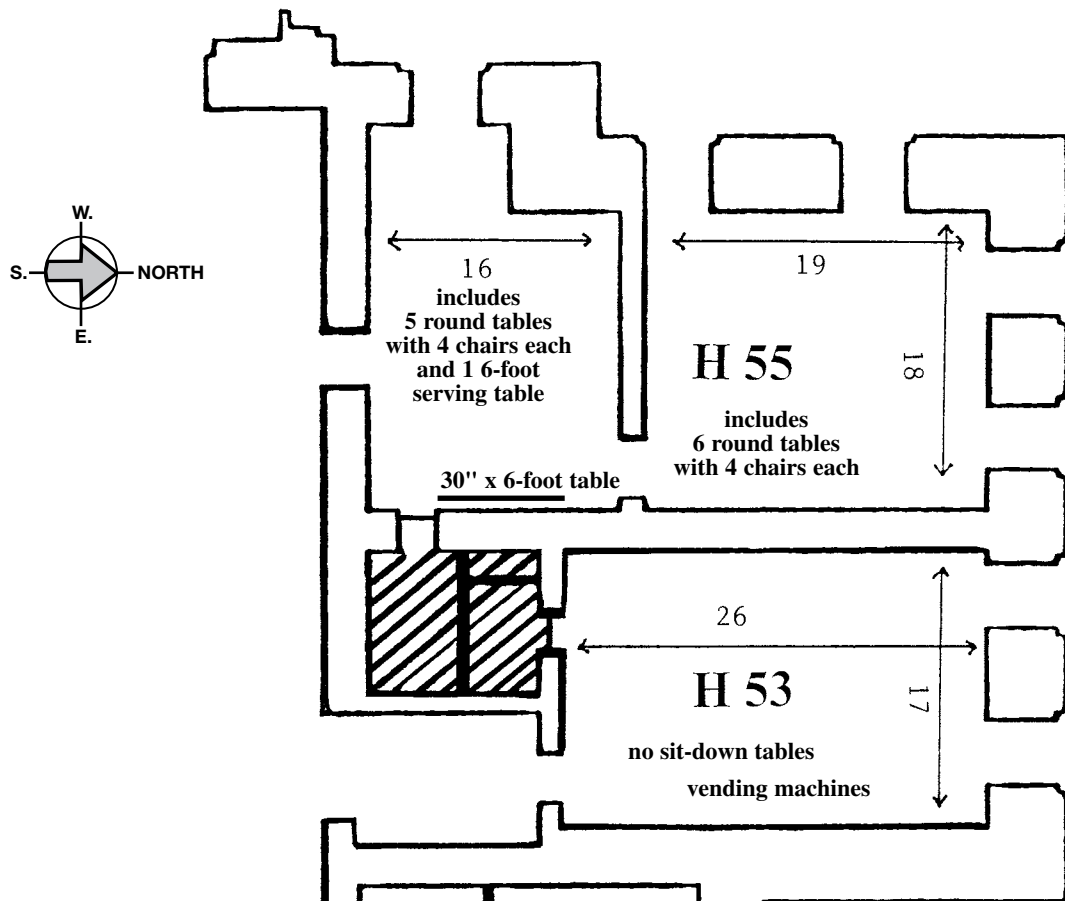 W.
S.
NORTH
E.
16
includes
5 round tables
with 4 chairs each
and 1 6-foot
serving table
19
18
H 55
includes
6 round tables
with 4 chairs each
30" x 6-foot table
26
17
H 53
no sit-down tables
vending machines